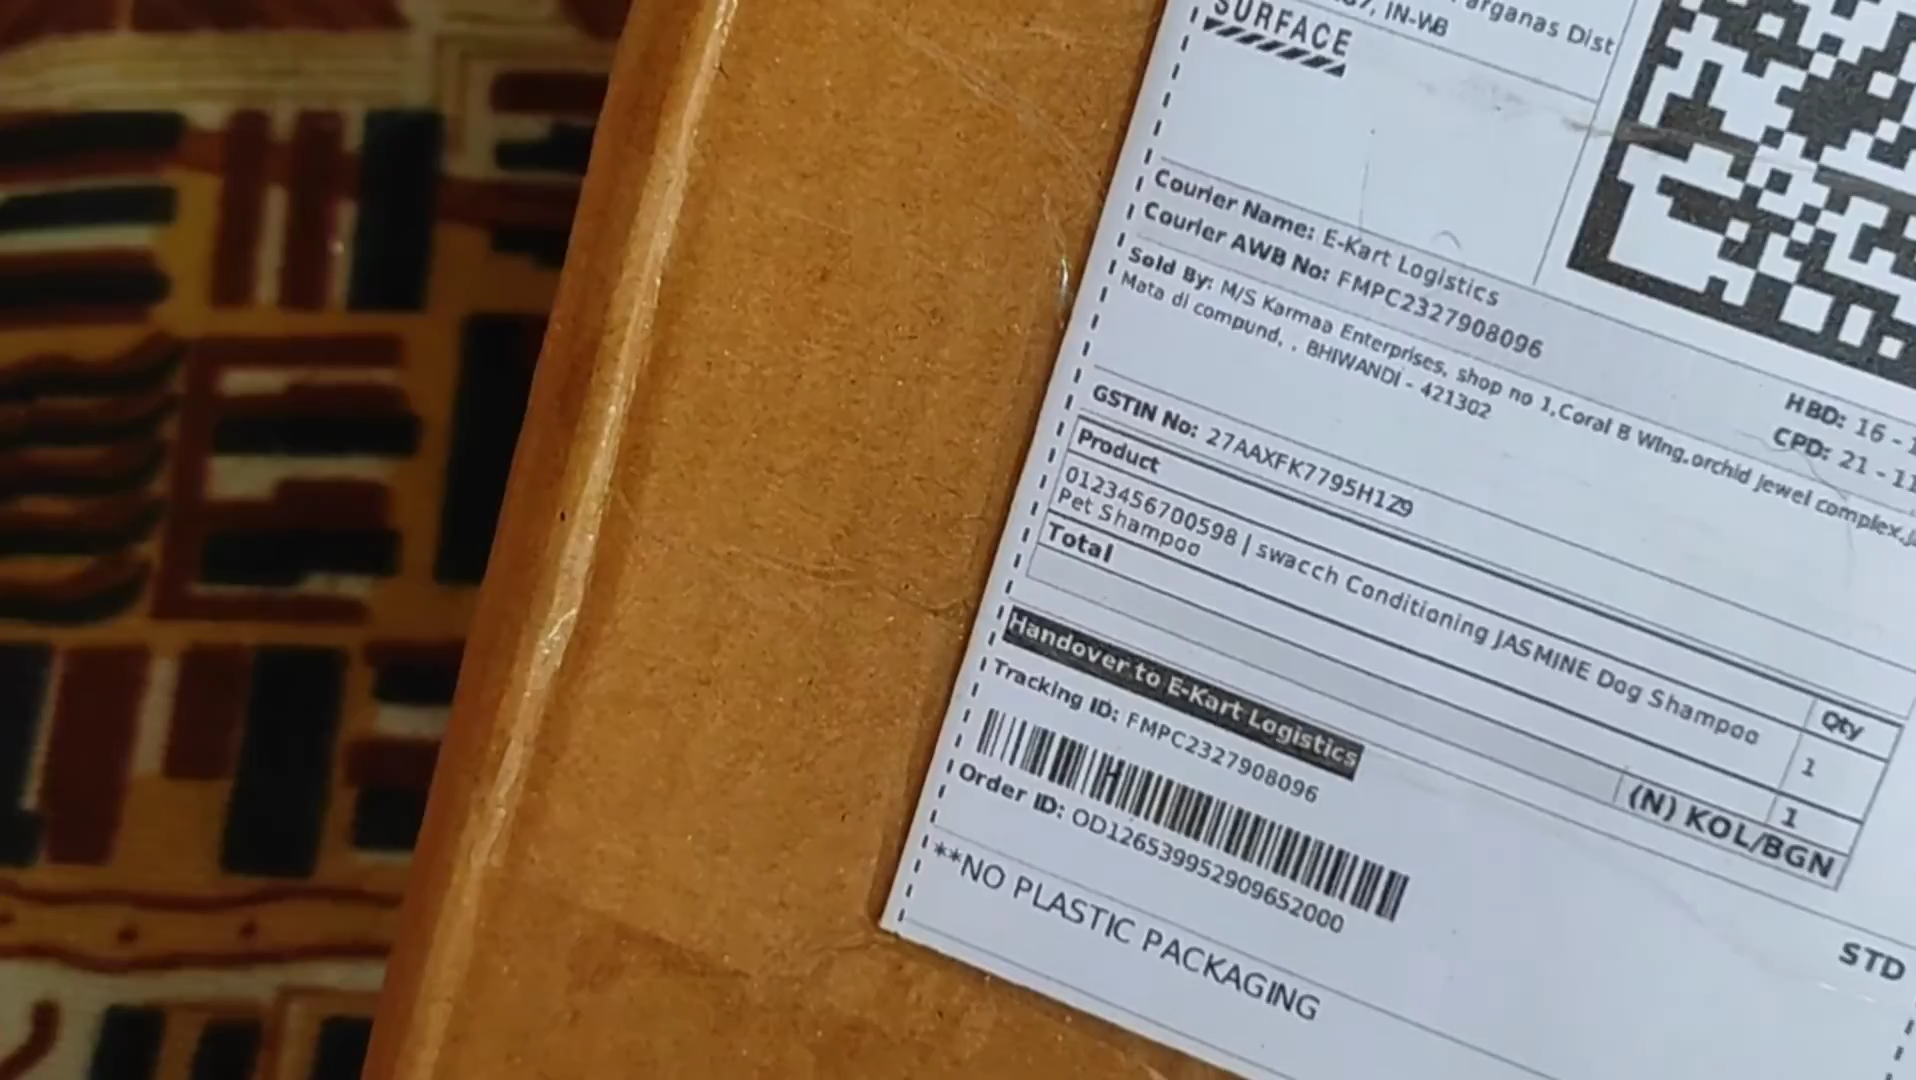 arganas Dist
, IN-WB
SURFACE
Courier Name: E-Kart Logistics
Courier AWB No: FMPC2327908096
HBD: 16 -
CPD: 21 - 11
Sold By: M/S Karmaa Enterprises, shop no 1,Coral B Wing,orchid jewel complex,
Mata di compund, , BHIWANDI - 421302
GSTIN No: 27AAXFK7795H1Z9
Product Qty
0123456700598 | swacch Conditioning JASMINE Dog Shampoo 1
Pet Shampoo
Total 1
(N) KOL/BGN
Handover to E-Kart Logistics
Tracking ID: FMPC2327908096
Order ID: OD126539952909652000
STD
**NO PLASTIC PACKAGING